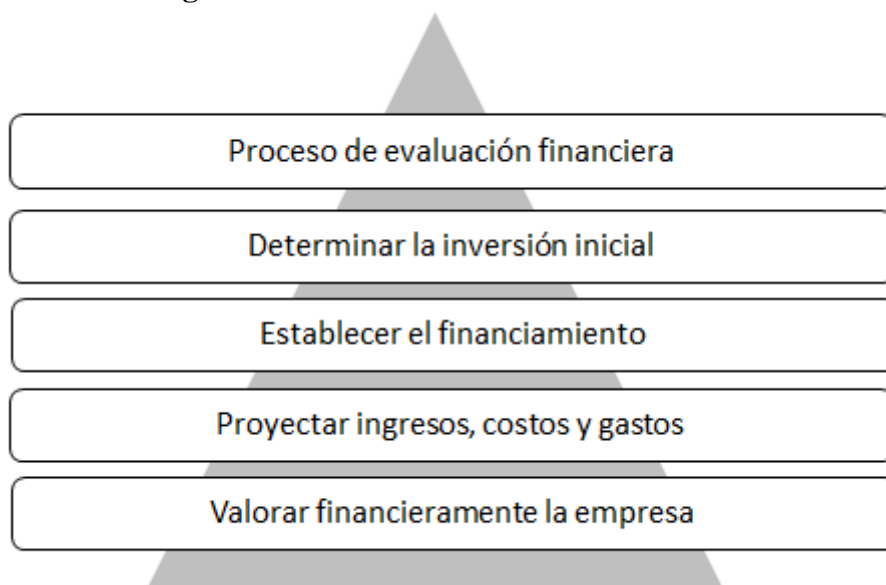 Proceso de evaluación financiera
Determinar la inversión inicial
Establecer el financiamiento
Proyectar ingresos, costos y gastos
Valorar financieramente la empresa